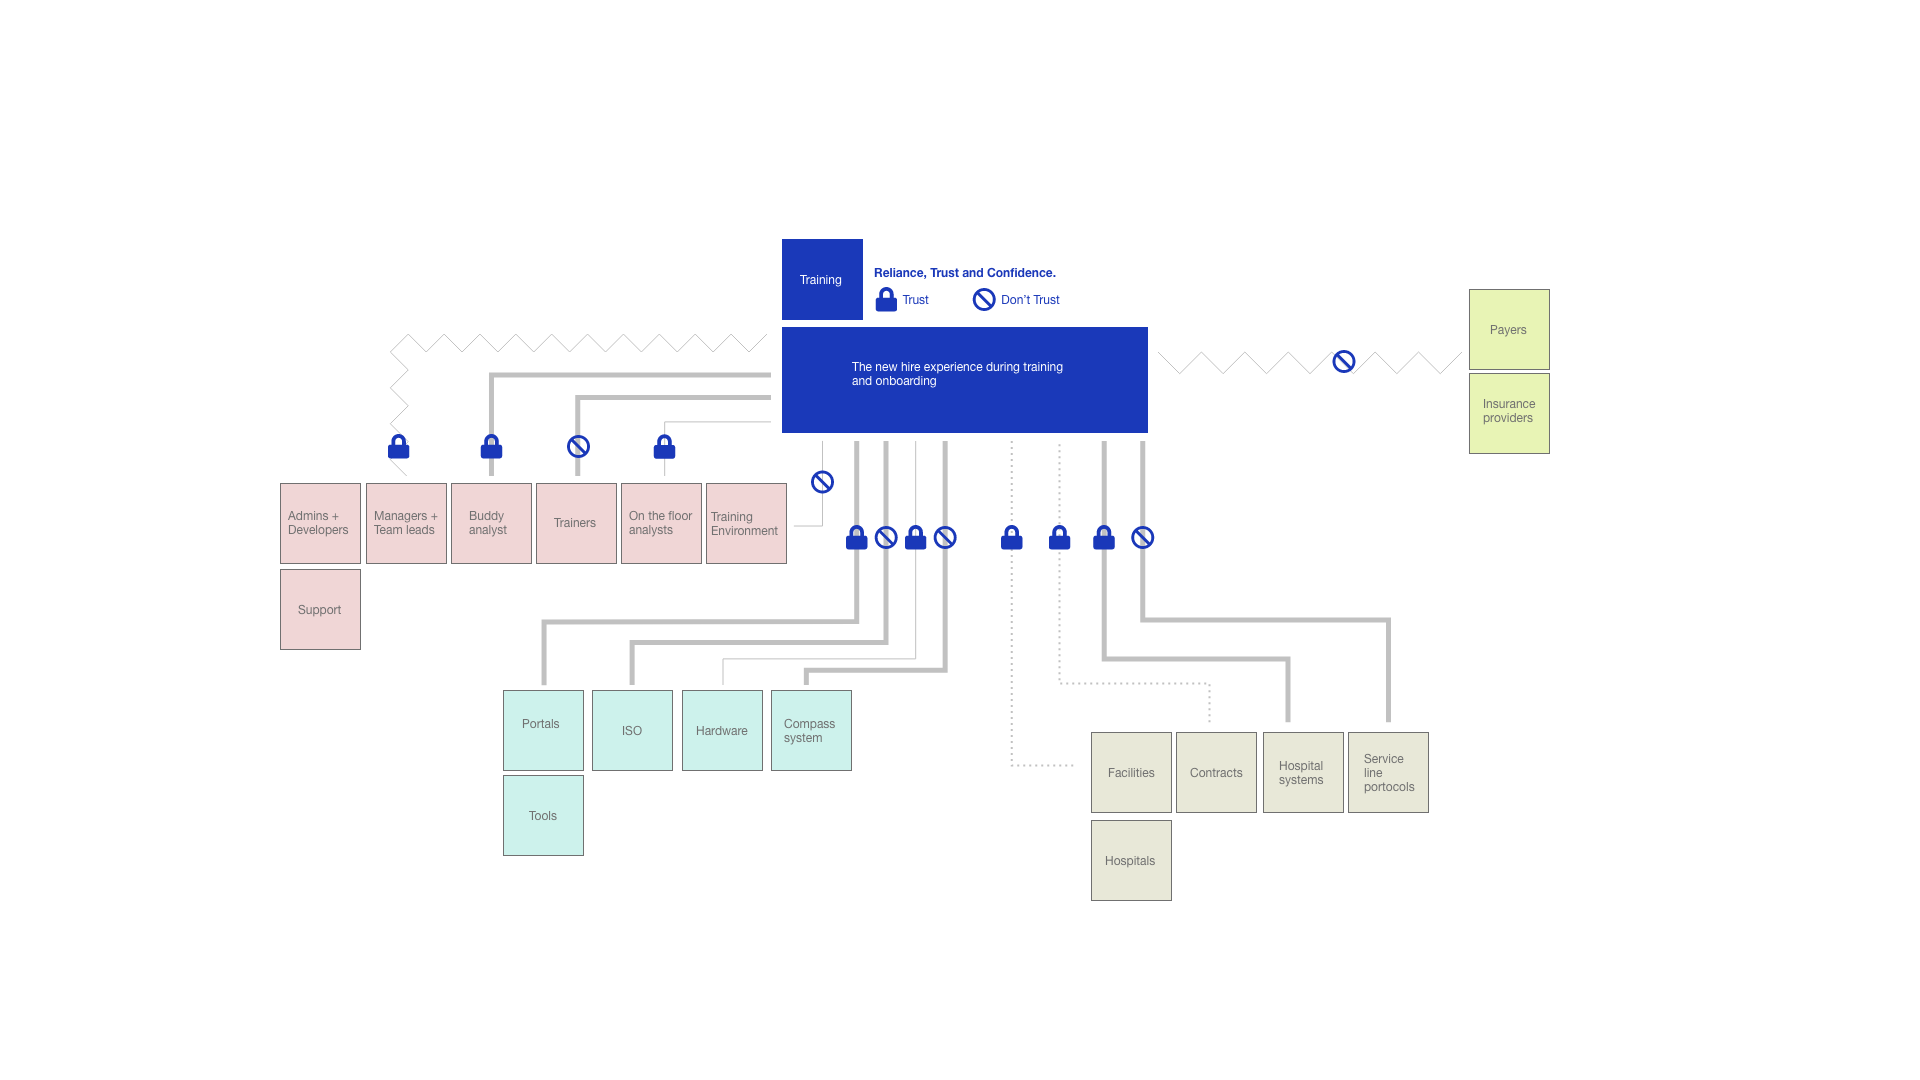 Training
Reliance, Trust and Confidence.
Trust
Don't Trust
The new hire experience during training
and onboarding
Payers
Insurance
providers
Admins +
Developers
Managers +
Team leads
Buddy
analyst
Trainers
On the floor
analysts
Training
Environment
Support
Portals
ISO
Hardware
Compass
system
Tools
Facilities
Contracts
Hospital
systems
Service
line
portocols
Hospitals